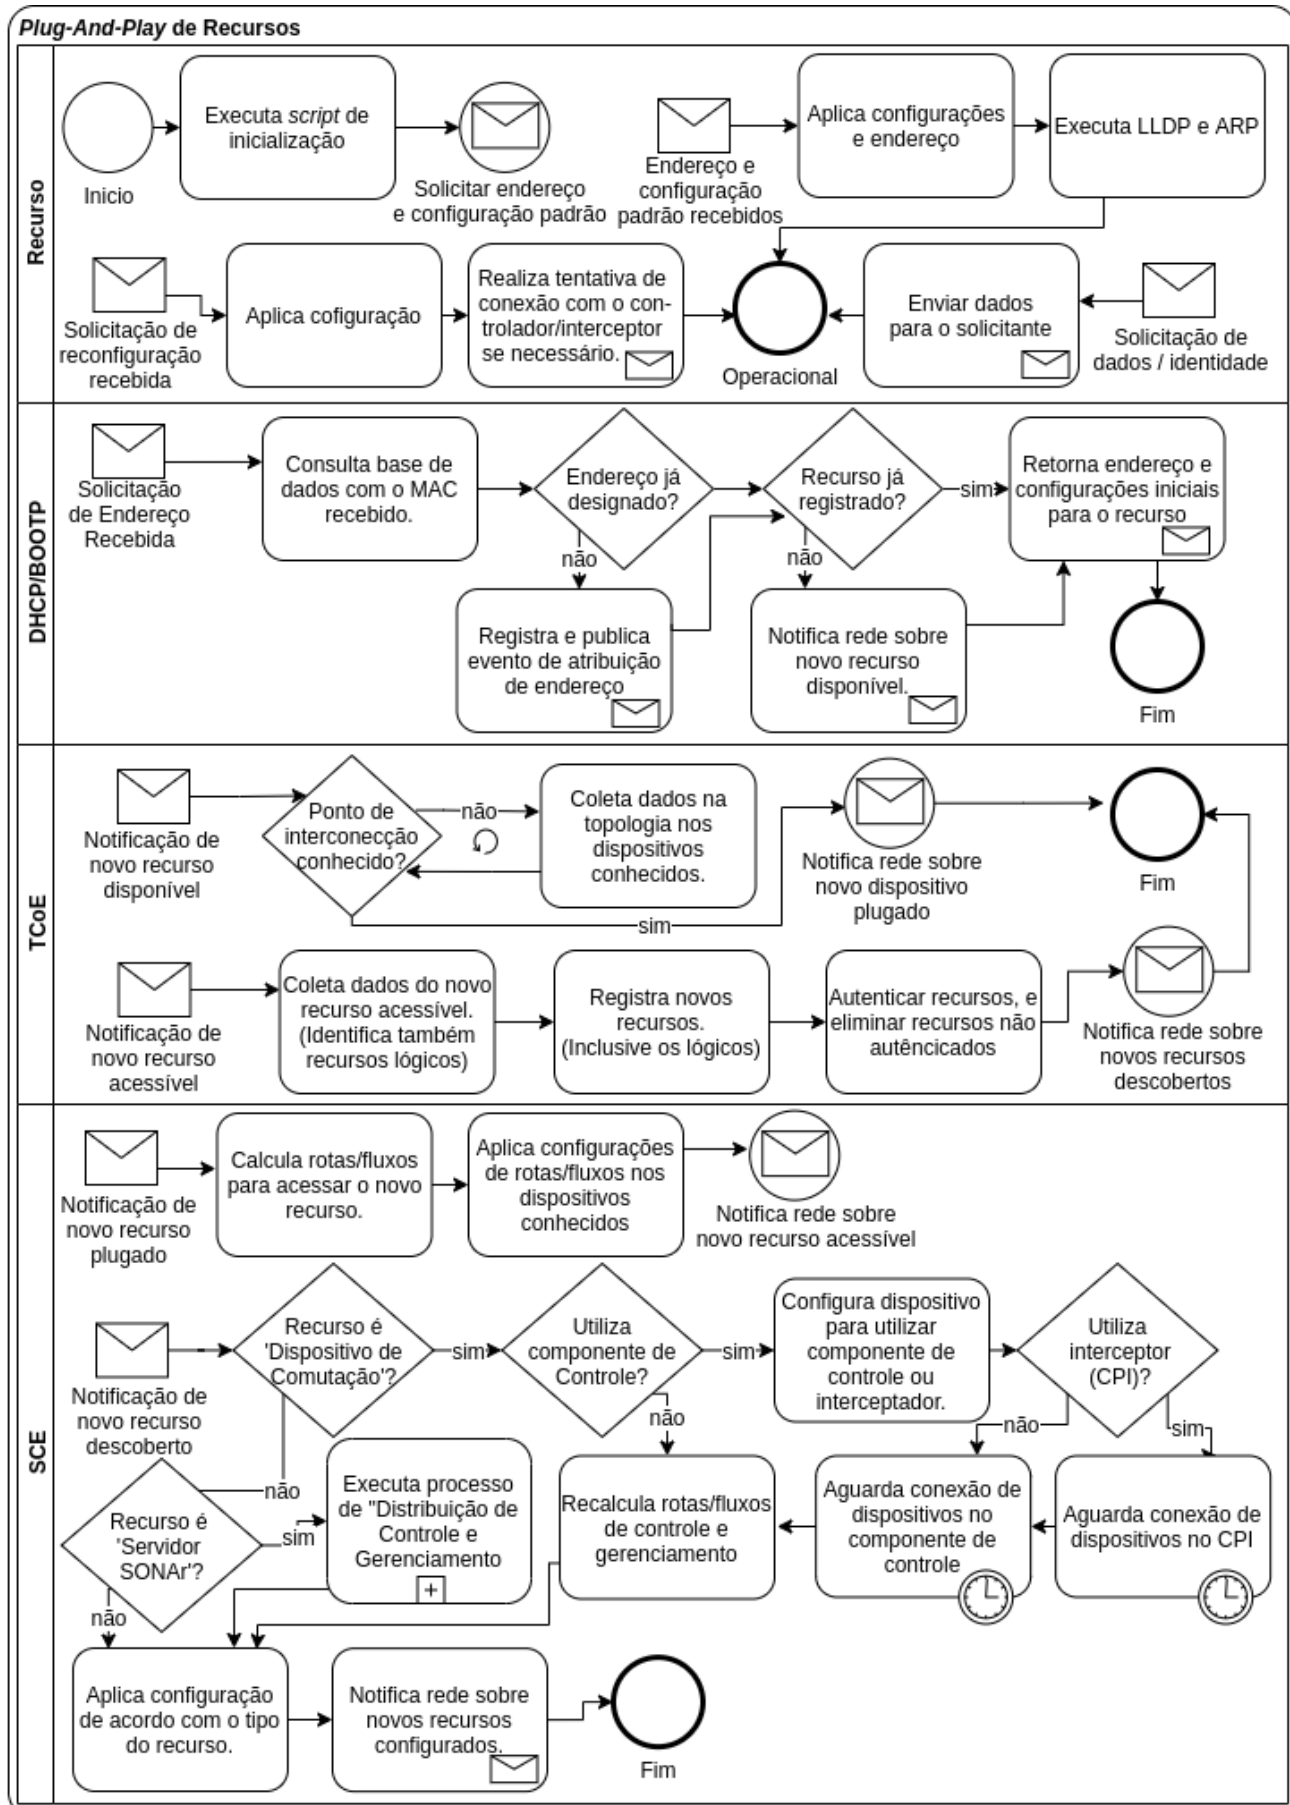 Plug-And-Play de Recursos
Recurso
Inicio
Executa script de
inicialização
Solicitar endereço
e configuração padrão
Endereço e
configuração
padrão recebidos
Aplica configurações
e endereço
Executa LLDP e ARP
Solicitação de
reconfiguração
recebida
Aplica cofiguração
Realiza tentativa de
conexão com o con-
trolador/interceptor
se necessário.
Operacional
Enviar dados
para o solicitante
Solicitação de
dados / identidade
DHCP/BOOTP
Solicitação
de Endereço
Recebida
Consulta base de
dados com o MAC
recebido.
Endereço já
designado?
não
Registra e publica
evento de atribuição
de endereço
Recurso já
registrado?
não
sim
Notifica rede sobre
novo recurso
disponível.
Retorna endereço e
configurações iniciais
para o recurso
Fim
TCoE
Notificação de
novo recurso
disponível
Ponto de
interconecção
conhecido?
não
Coleta dados na
topologia nos
dispositivos
conhecidos.
sim
Notifica rede sobre
novo dispositivo
plugado
Fim
Notificação de
novo recurso
acessível
Coleta dados do novo
recurso acessível.
(Identifica também
recursos lógicos)
Registra novos
recursos.
(Inclusive os lógicos)
Autenticar recursos, e
eliminar recursos não
autêncicados
Notifica rede sobre
novos recursos
descobertos
SCE
Notificação de
novo recurso
plugado
Calcula rotas/fluxos
para acessar o novo
recurso.
Aplica configurações
de rotas/fluxos nos
dispositivos
conhecidos
Notifica rede sobre
novo recurso acessível
Notificação de
novo recurso
descoberto
Recurso é
'Dispositivo de
Comutação'?
sim
Utiliza
componente de
Controle?
sim
Configura dispositivo
para utilizar
componente de
controle ou
interceptador.
Utiliza
interceptor
(CPI)?
não
não
não
sim
Recurso é
'Servidor
SONAr'?
sim
Executa processo
de "Distribuição de
Controle e
Gerenciamento
Recalcula rotas/fluxos
de controle e
gerenciamento
Aguarda conexão de
dispositivos no
componente de
controle
Aguarda conexão de
dispositivos no CPI
não
Aplica configuração
de acordo com o tipo
do recurso.
Notifica rede sobre
novos recursos
configurados.
Fim